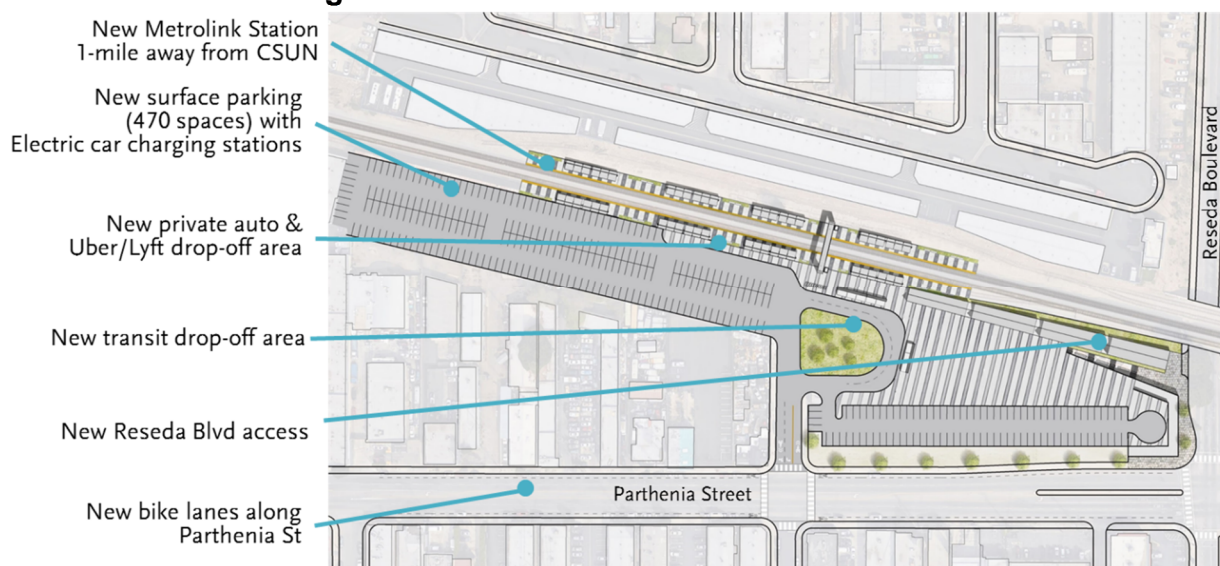 New Metrolink Station
1-mile away from CSUN
New surface parking
(470 spaces) with
Electric car charging stations
New private auto &
Uber/Lyft drop-off area
New transit drop-off area
New Reseda Blvd access
New bike lanes along
Parthenia St
Parthenia Street
Reseda Boulevard